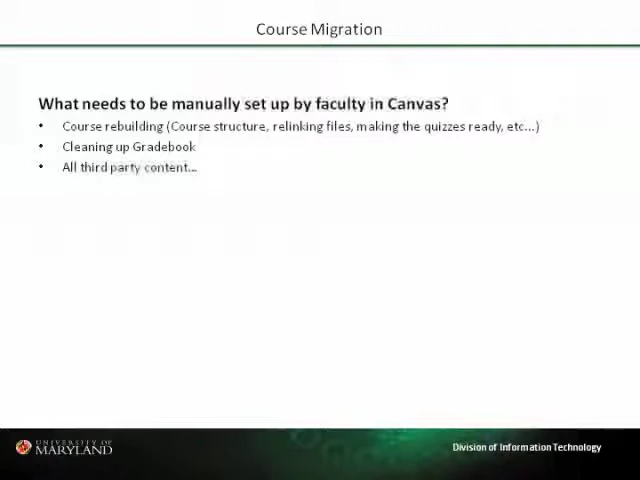 Course Migration
What needs to be manually set up by faculty in Canvas?
• Course rebuilding (Course structure, relinking files, making the quizzes ready, etc...)
• Cleaning up Gradebook
• All third party content...
UNIVERSITY OF
MARYLAND
Division of Information Technology